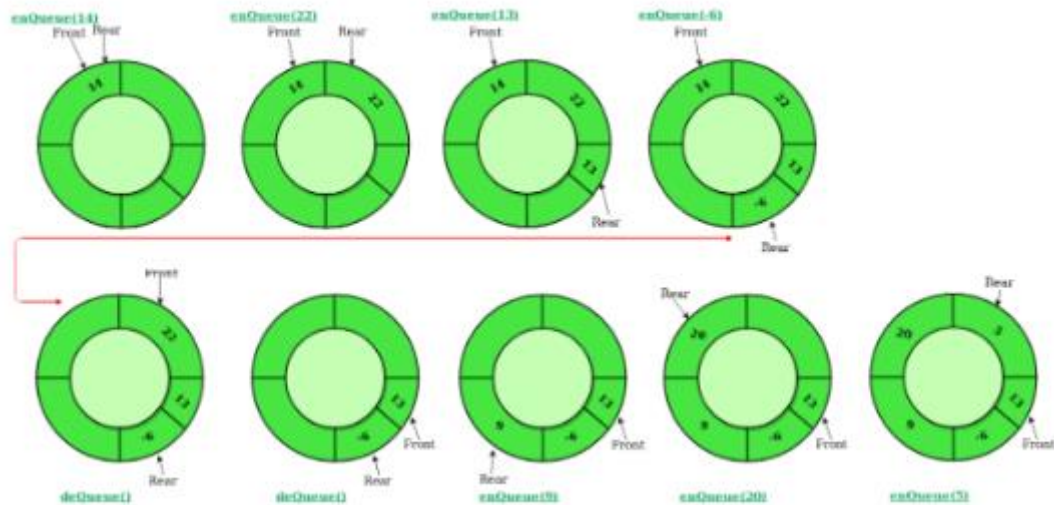 enQueue(14)
Front
Rear
14
enQueue(22)
Front
Rear
14
22
enQueue(13)
Front
14
22
13
Rear
enQueue(-6)
Front
14
22
13
-6
Rear
Front
22
13
-6
Rear
deQueue()
13
-6
Front
Rear
deQueue()
13
9
-6
Front
Rear
enQueue(9)
Rear
20
13
9
-6
Front
enQueue(20)
Rear
20
5
13
9
-6
Front
enQueue(5)